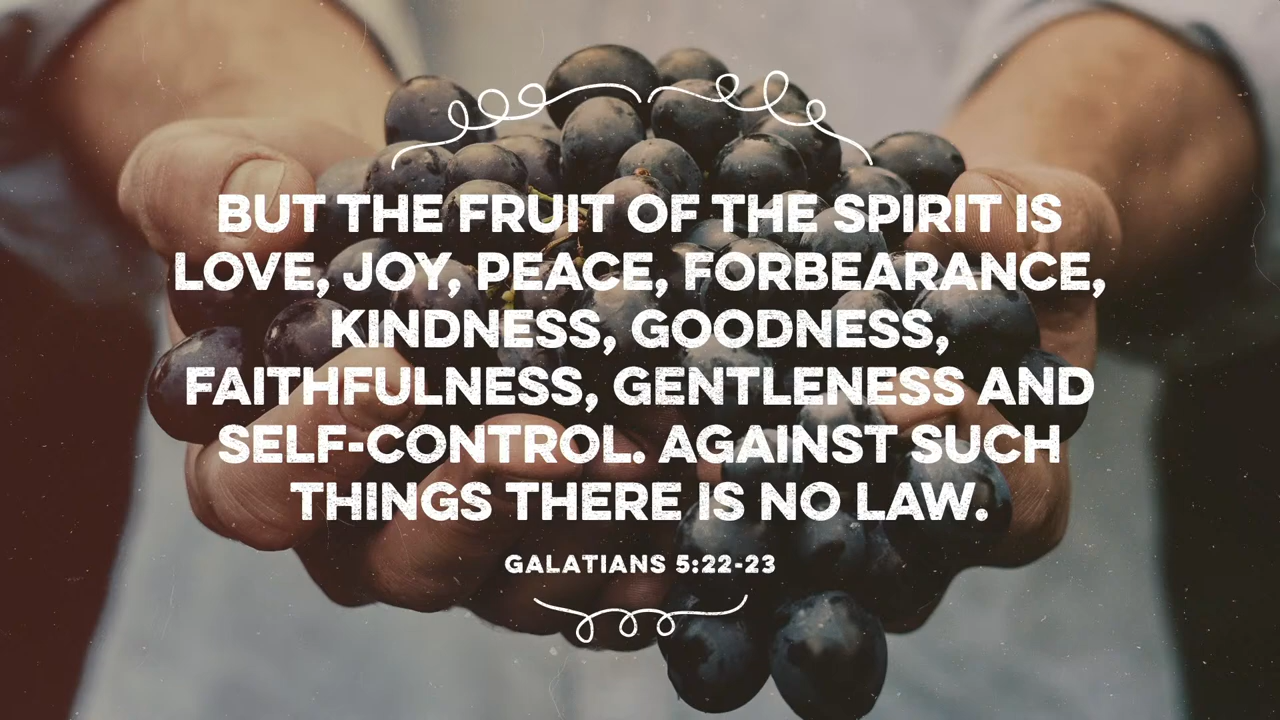 BUT THE FRUIT OF THE SPIRIT IS
LOVE, JOY, PEACE, FORBEARANCE,
KINDNESS, GOODNESS,
FAITHFULNESS, GENTLENESS AND
SELF-CONTROL. AGAINST SUCH
THINGS THERE IS NO LAW.
GALATIANS 5:22-23